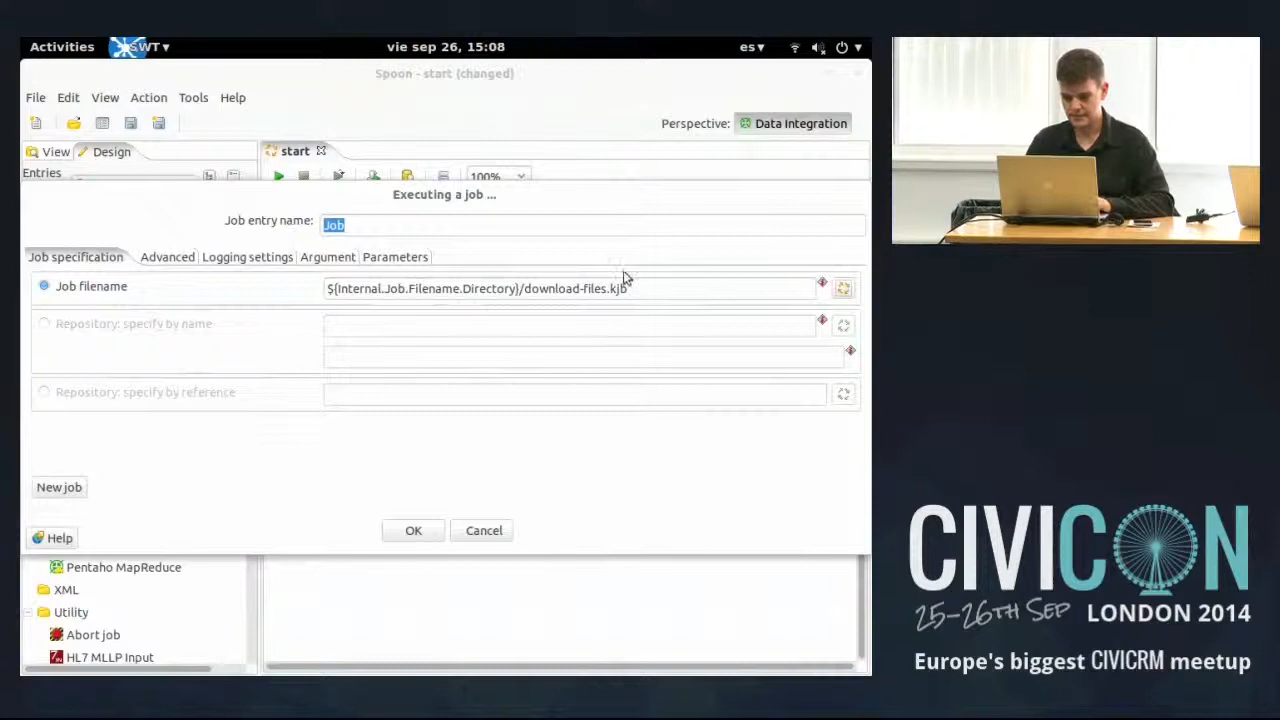 Activities SWT▾ vie sep 26, 15:08 es▾
Spoon - start (changed)
File Edit View Action Tools Help
Perspective: Data Integration
View Design start
Entries 100%
Executing a job ...
Job entry name: Job
Job specification Advanced Logging settings Argument Parameters
Job filename ${Internal.Job.Filename.Directory}/download-files.kjb
Repository: specify by name
Repository: specify by reference
New job
OK Cancel
Help
Pentaho MapReduce
XML
Utility
Abort job
HL7 MLLP Input
CIVICON
25-26TH SEP LONDON 2014
Europe's biggest CIVICRM meetup